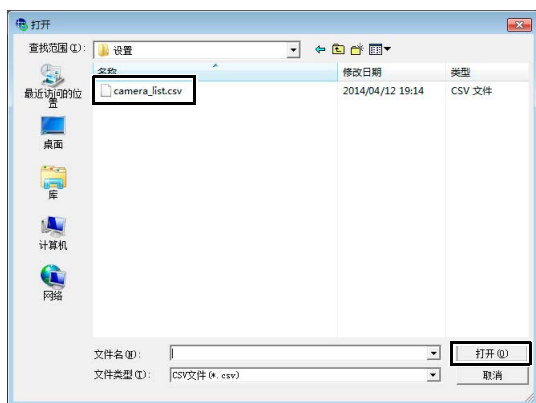 打开
查找范围(I): 设置
名称 修改日期 类型
camera_list.csv 2014/04/12 19:14 CSV 文件
最近访问的位置
桌面
库
计算机
网络
文件名(N): 打开(O)
文件类型(T): CSV文件(*.csv) 取消